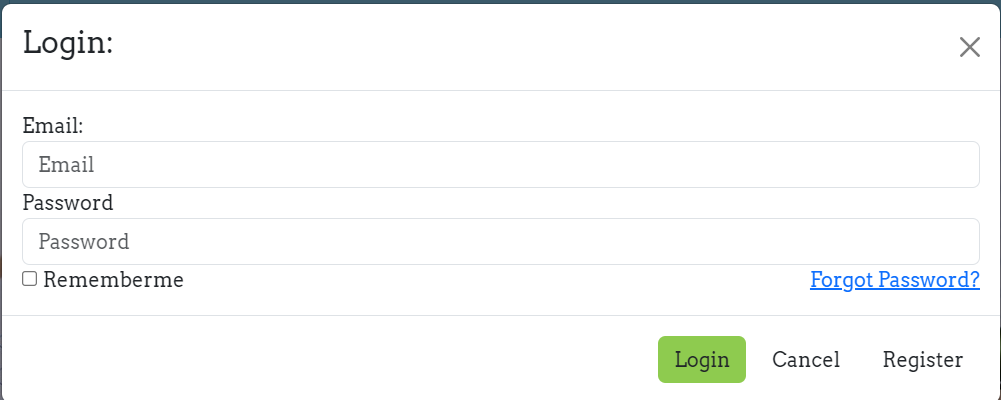 Login:
Email:
Email
Password
Password
Rememberme Forgot Password?
Login Cancel Register